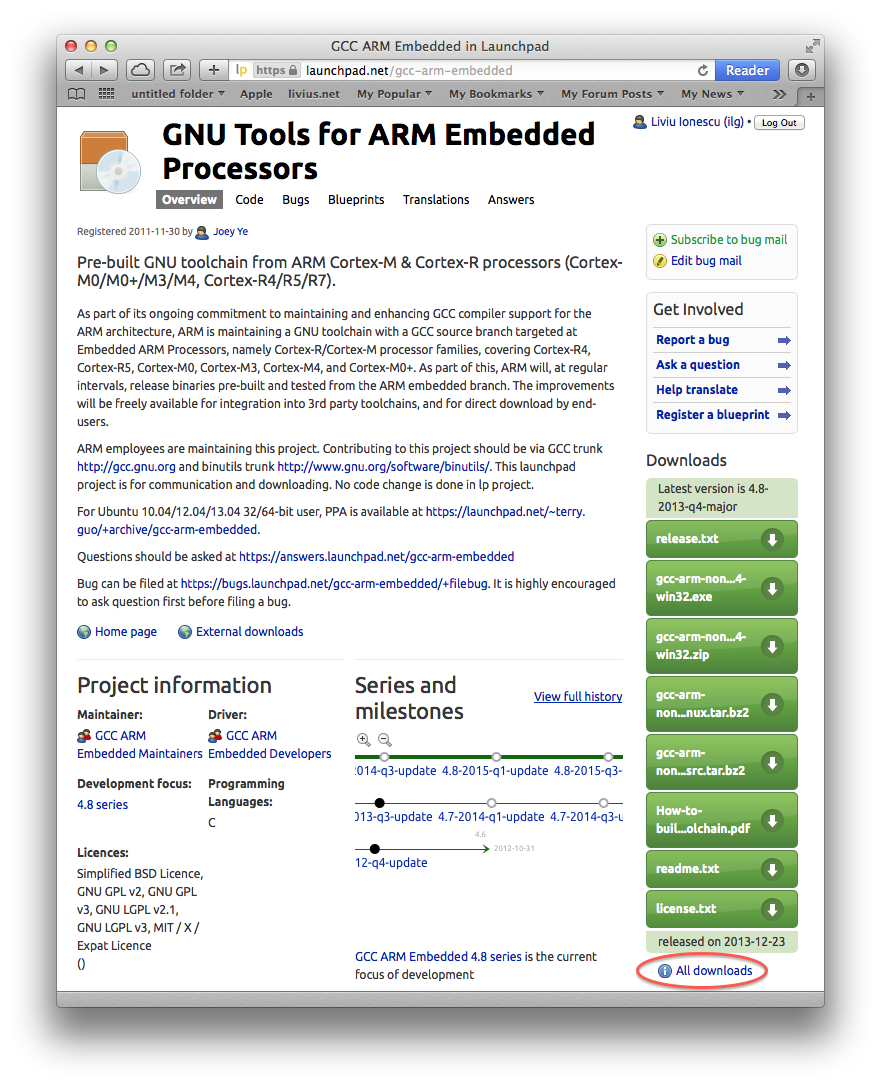 GCC ARM Embedded in Launchpad
lp https launchpad.net/gcc-arm-embedded Reader
untitled folder Apple livius.net My Popular My Bookmarks My Forum Posts My News
Liviu Ionescu (ilg) • Log Out
GNU Tools for ARM Embedded
Processors
Overview Code Bugs Blueprints Translations Answers
Registered 2011-11-30 by Joey Ye
Pre-built GNU toolchain from ARM Cortex-M & Cortex-R processors (Cortex-
M0/M0+/M3/M4, Cortex-R4/R5/R7).
As part of its ongoing commitment to maintaining and enhancing GCC compiler support for the
ARM architecture, ARM is maintaining a GNU toolchain with a GCC source branch targeted at
Embedded ARM Processors, namely Cortex-R/Cortex-M processor families, covering Cortex-R4,
Cortex-R5, Cortex-M0, Cortex-M3, Cortex-M4, and Cortex-M0+. As part of this, ARM will, at regular
intervals, release binaries pre-built and tested from the ARM embedded branch. The improvements
will be freely available for integration into 3rd party toolchains, and for direct download by end-
users.
ARM employees are maintaining this project. Contributing to this project should be via GCC trunk
http://gcc.gnu.org and binutils trunk http://www.gnu.org/software/binutils/. This launchpad
project is for communication and downloading. No code change is done in lp project.
For Ubuntu 10.04/12.04/13.04 32/64-bit user, PPA is available at https://launchpad.net/~terry.
guo/+archive/gcc-arm-embedded.
Questions should be asked at https://answers.launchpad.net/gcc-arm-embedded
Bug can be filed at https://bugs.launchpad.net/gcc-arm-embedded/+filebug. It is highly encouraged
to ask question first before filing a bug.
Home page External downloads
Project information
Maintainer:
GCC ARM
Embedded Maintainers
Driver:
GCC ARM
Embedded Developers
Development focus:
4.8 series
Programming
Languages:
C
Licences:
Simplified BSD Licence,
GNU GPL v2, GNU GPL
v3, GNU LGPL v2.1,
GNU LGPL v3, MIT / X /
Expat Licence
()
Series and
milestones
View full history
2014-q3-update 4.8-2015-q1-update 4.8-2015-q3-
013-q3-update 4.7-2014-q1-update 4.7-2014-q3-u
4.6
2012-10-31
12-q4-update
GCC ARM Embedded 4.8 series is the current
focus of development
Subscribe to bug mail
Edit bug mail
Get Involved
Report a bug
Ask a question
Help translate
Register a blueprint
Downloads
Latest version is 4.8-
2013-q4-major
release.txt
gcc-arm-non...4-
win32.exe
gcc-arm-non...4-
win32.zip
gcc-arm-
non...nux.tar.bz2
gcc-arm-
non...src.tar.bz2
How-to-
buil...olchain.pdf
readme.txt
license.txt
released on 2013-12-23
All downloads